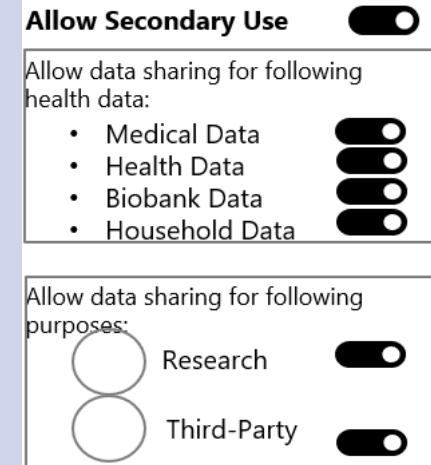 Allow Secondary Use
Allow data sharing for following
health data:
• Medical Data
• Health Data
• Biobank Data
• Household Data
Allow data sharing for following
purposes:
Research
Third-Party